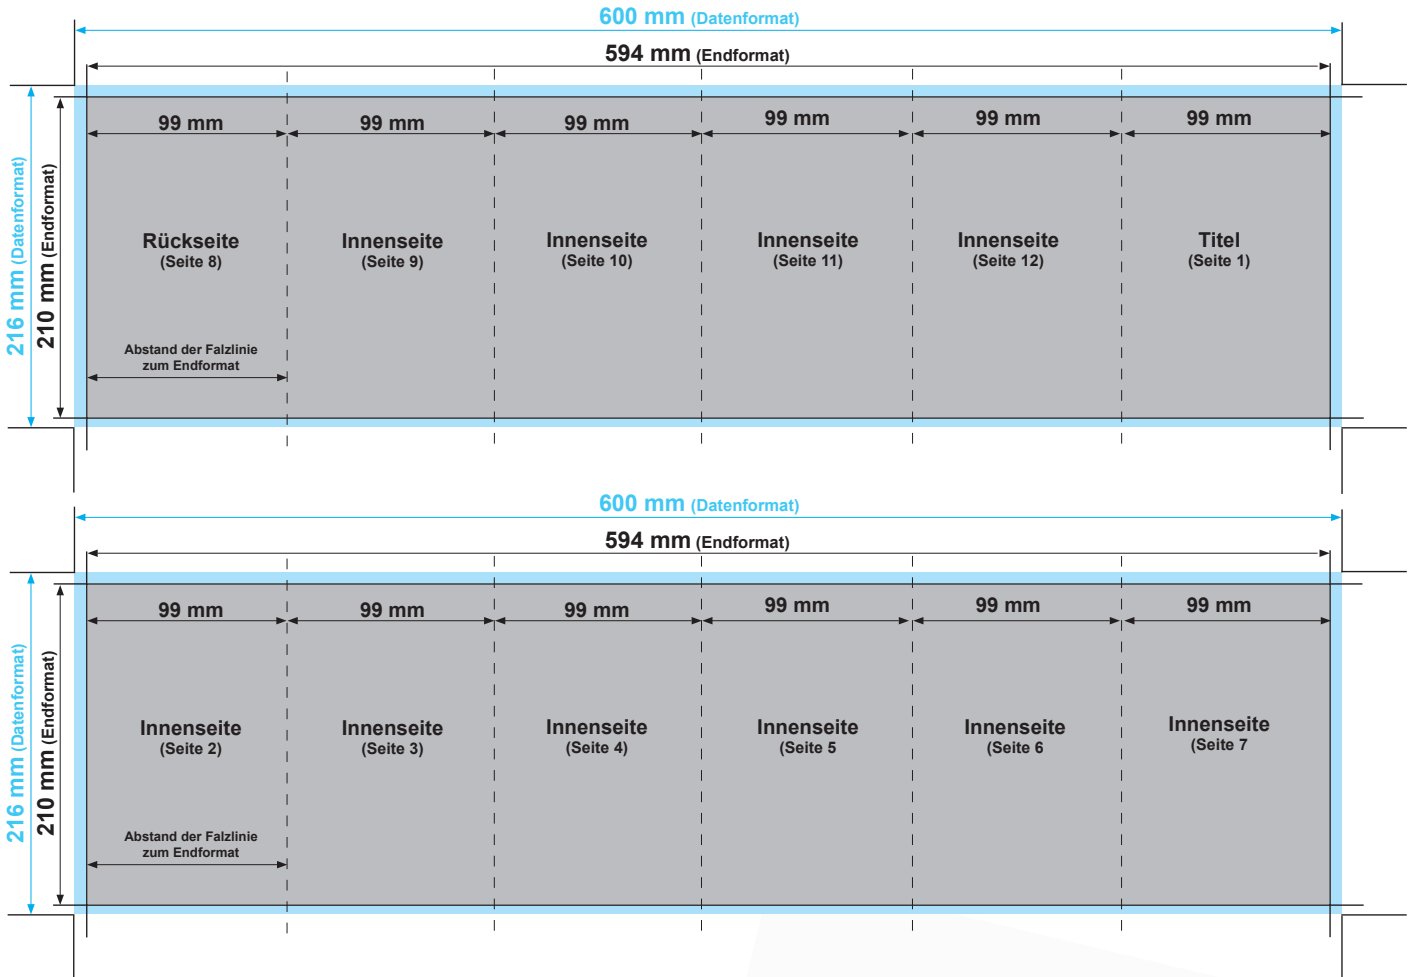 600 mm (Datenformat)
594 mm (Endformat)
99 mm 99 mm 99 mm 99 mm 99 mm 99 mm
216 mm (Datenformat)
210 mm (Endformat)
Rückseite Innenseite Innenseite Innenseite Innenseite Titel
(Seite 8) (Seite 9) (Seite 10) (Seite 11) (Seite 12) (Seite 1)
Abstand der Falzlinie
zum Endformat
600 mm (Datenformat)
594 mm (Endformat)
99 mm 99 mm 99 mm 99 mm 99 mm 99 mm
216 mm (Datenformat)
210 mm (Endformat)
Innenseite Innenseite Innenseite Innenseite Innenseite Innenseite
(Seite 2) (Seite 3) (Seite 4) (Seite 5 (Seite 6 (Seite 7
Abstand der Falzlinie
zum Endformat